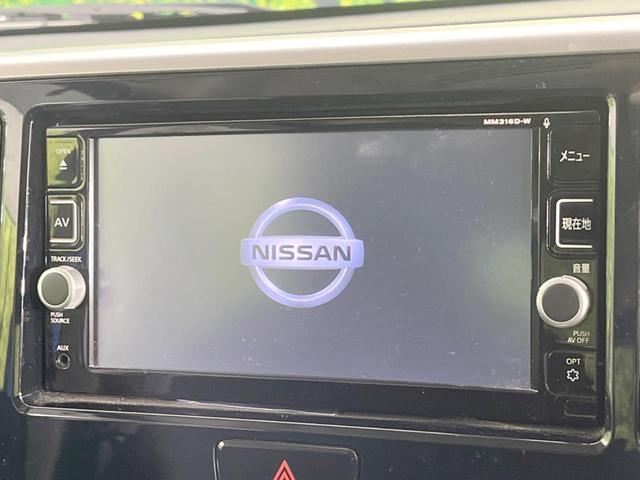 MM316D-W
OPEN
メニュー
AV
NISSAN
現在地
TRACK/SEEK
音量
PUSH
SOURCE
PUSH
AV OFF
AUX
OPT